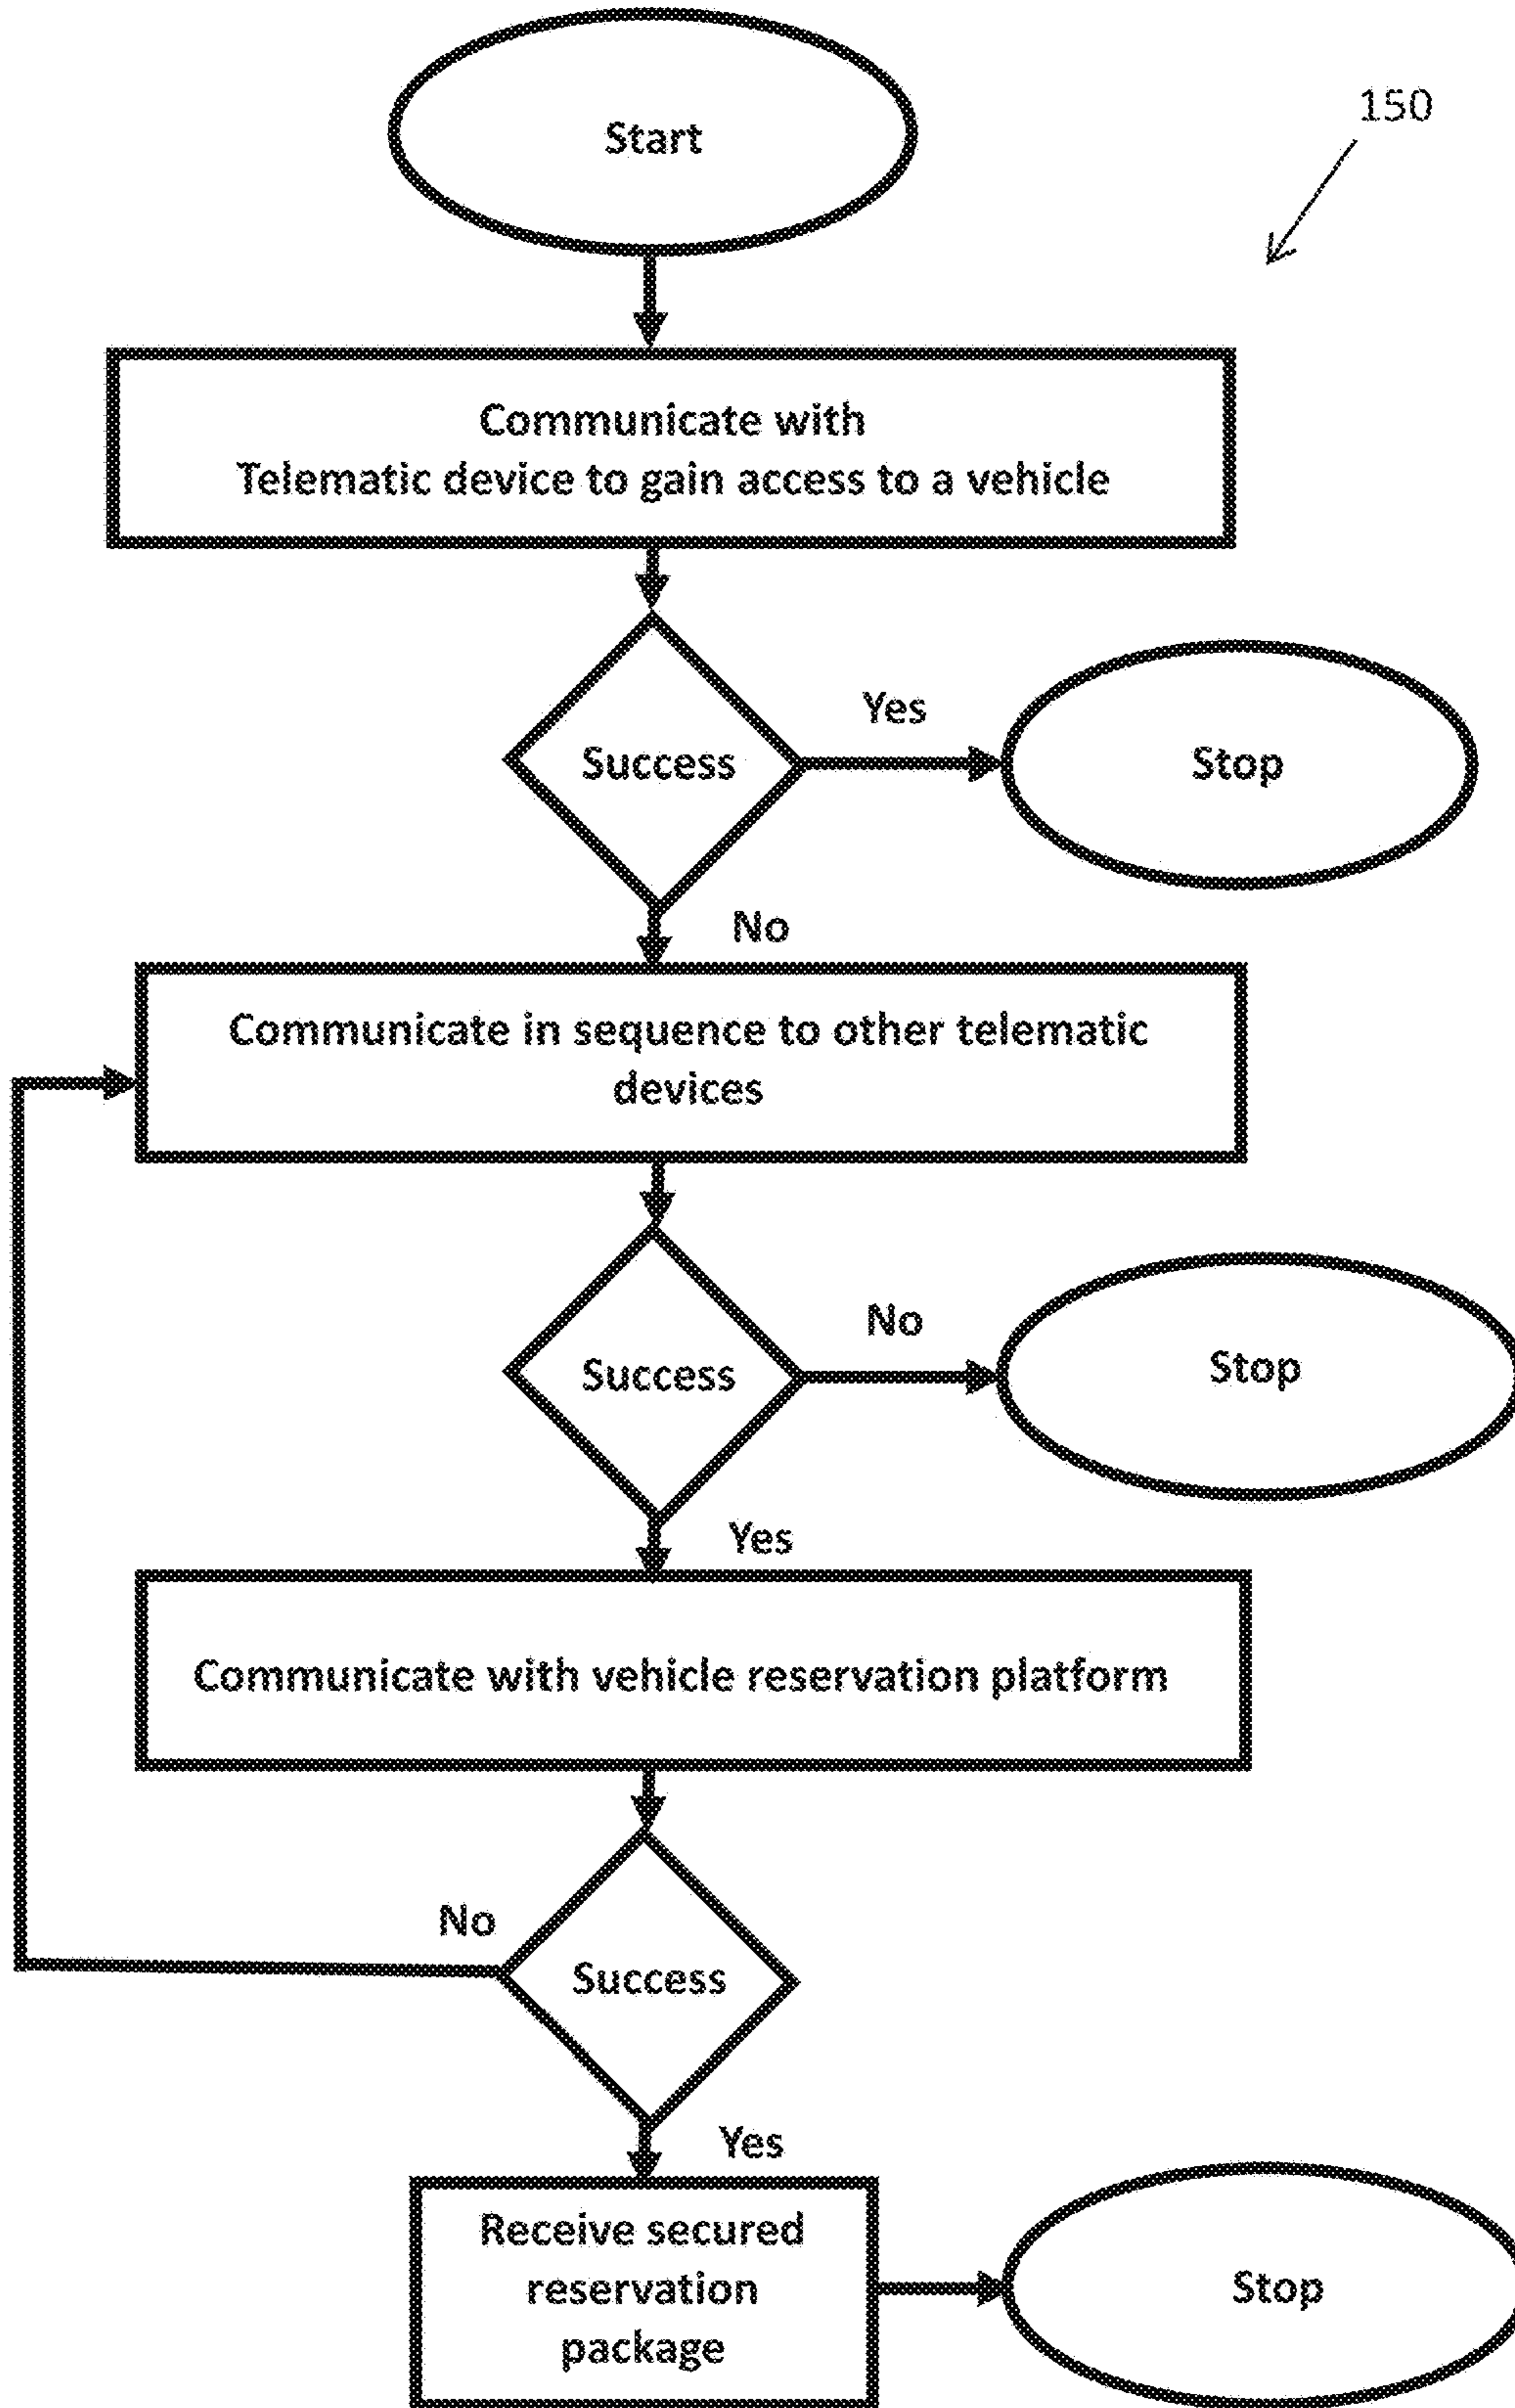 Start
150
Communicate with
Telematic device to gain access to a vehicle
Yes
Success
Stop
No
Communicate in sequence to other telematic
devices
No
Success
Stop
Yes
Communicate with vehicle reservation platform
No
Success
Yes
Receive secured
reservation
package
Stop